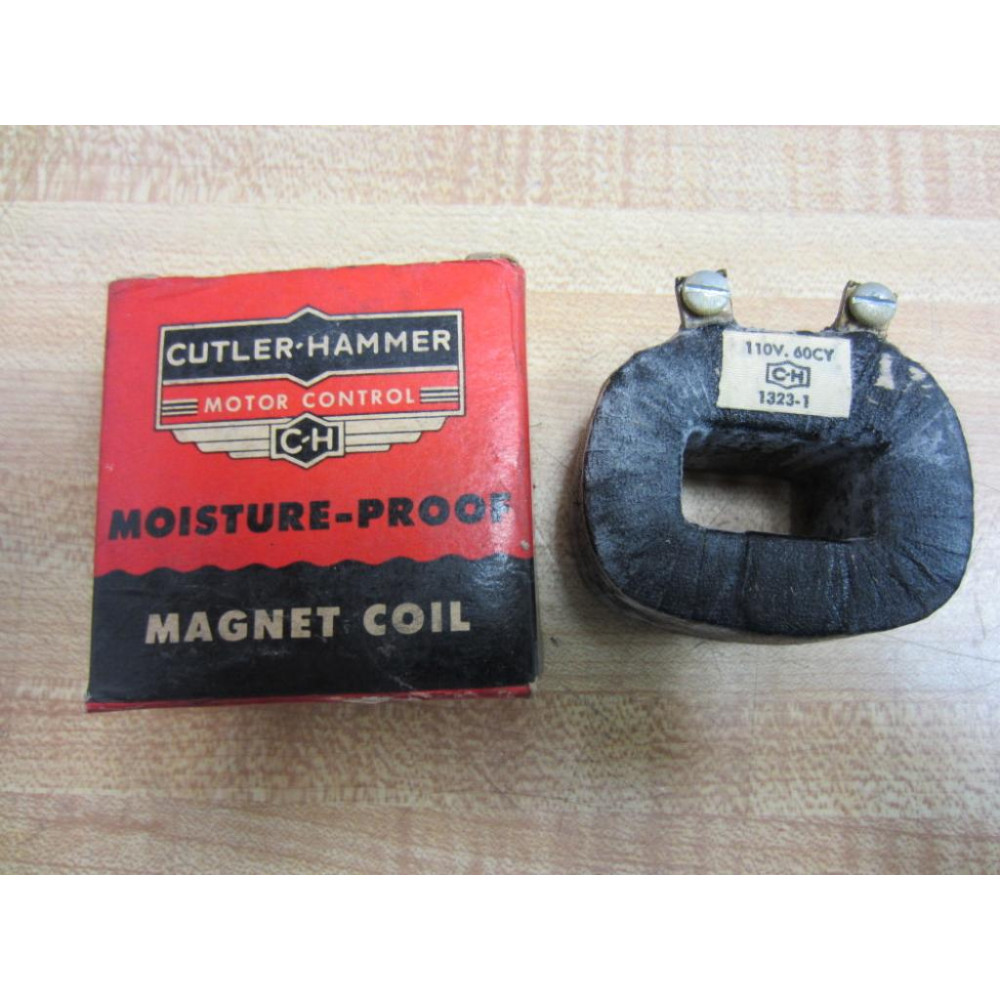 CUTLER-HAMMER
MOTOR CONTROL
C-H
MOISTURE-PROOF
MAGNET COIL
110V. 60CY
C-H
1323-1